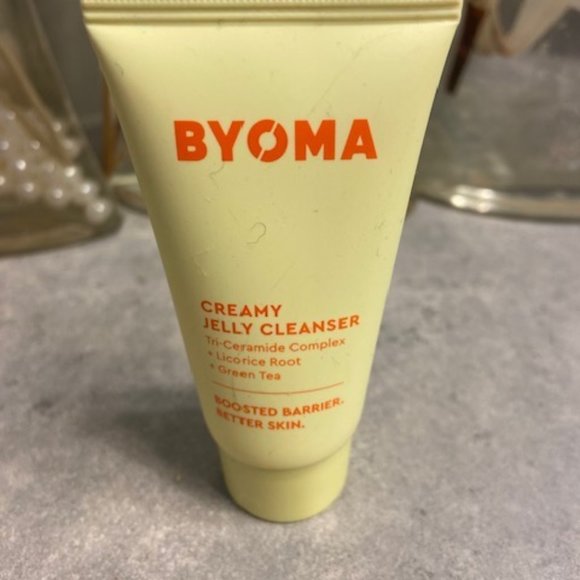 BYOMA
CREAMY
JELLY CLEANSER
Tri-Ceramide Complex
+ Licorice Root
+ Green Tea
BOOSTED BARRIER.
BETTER SKIN.